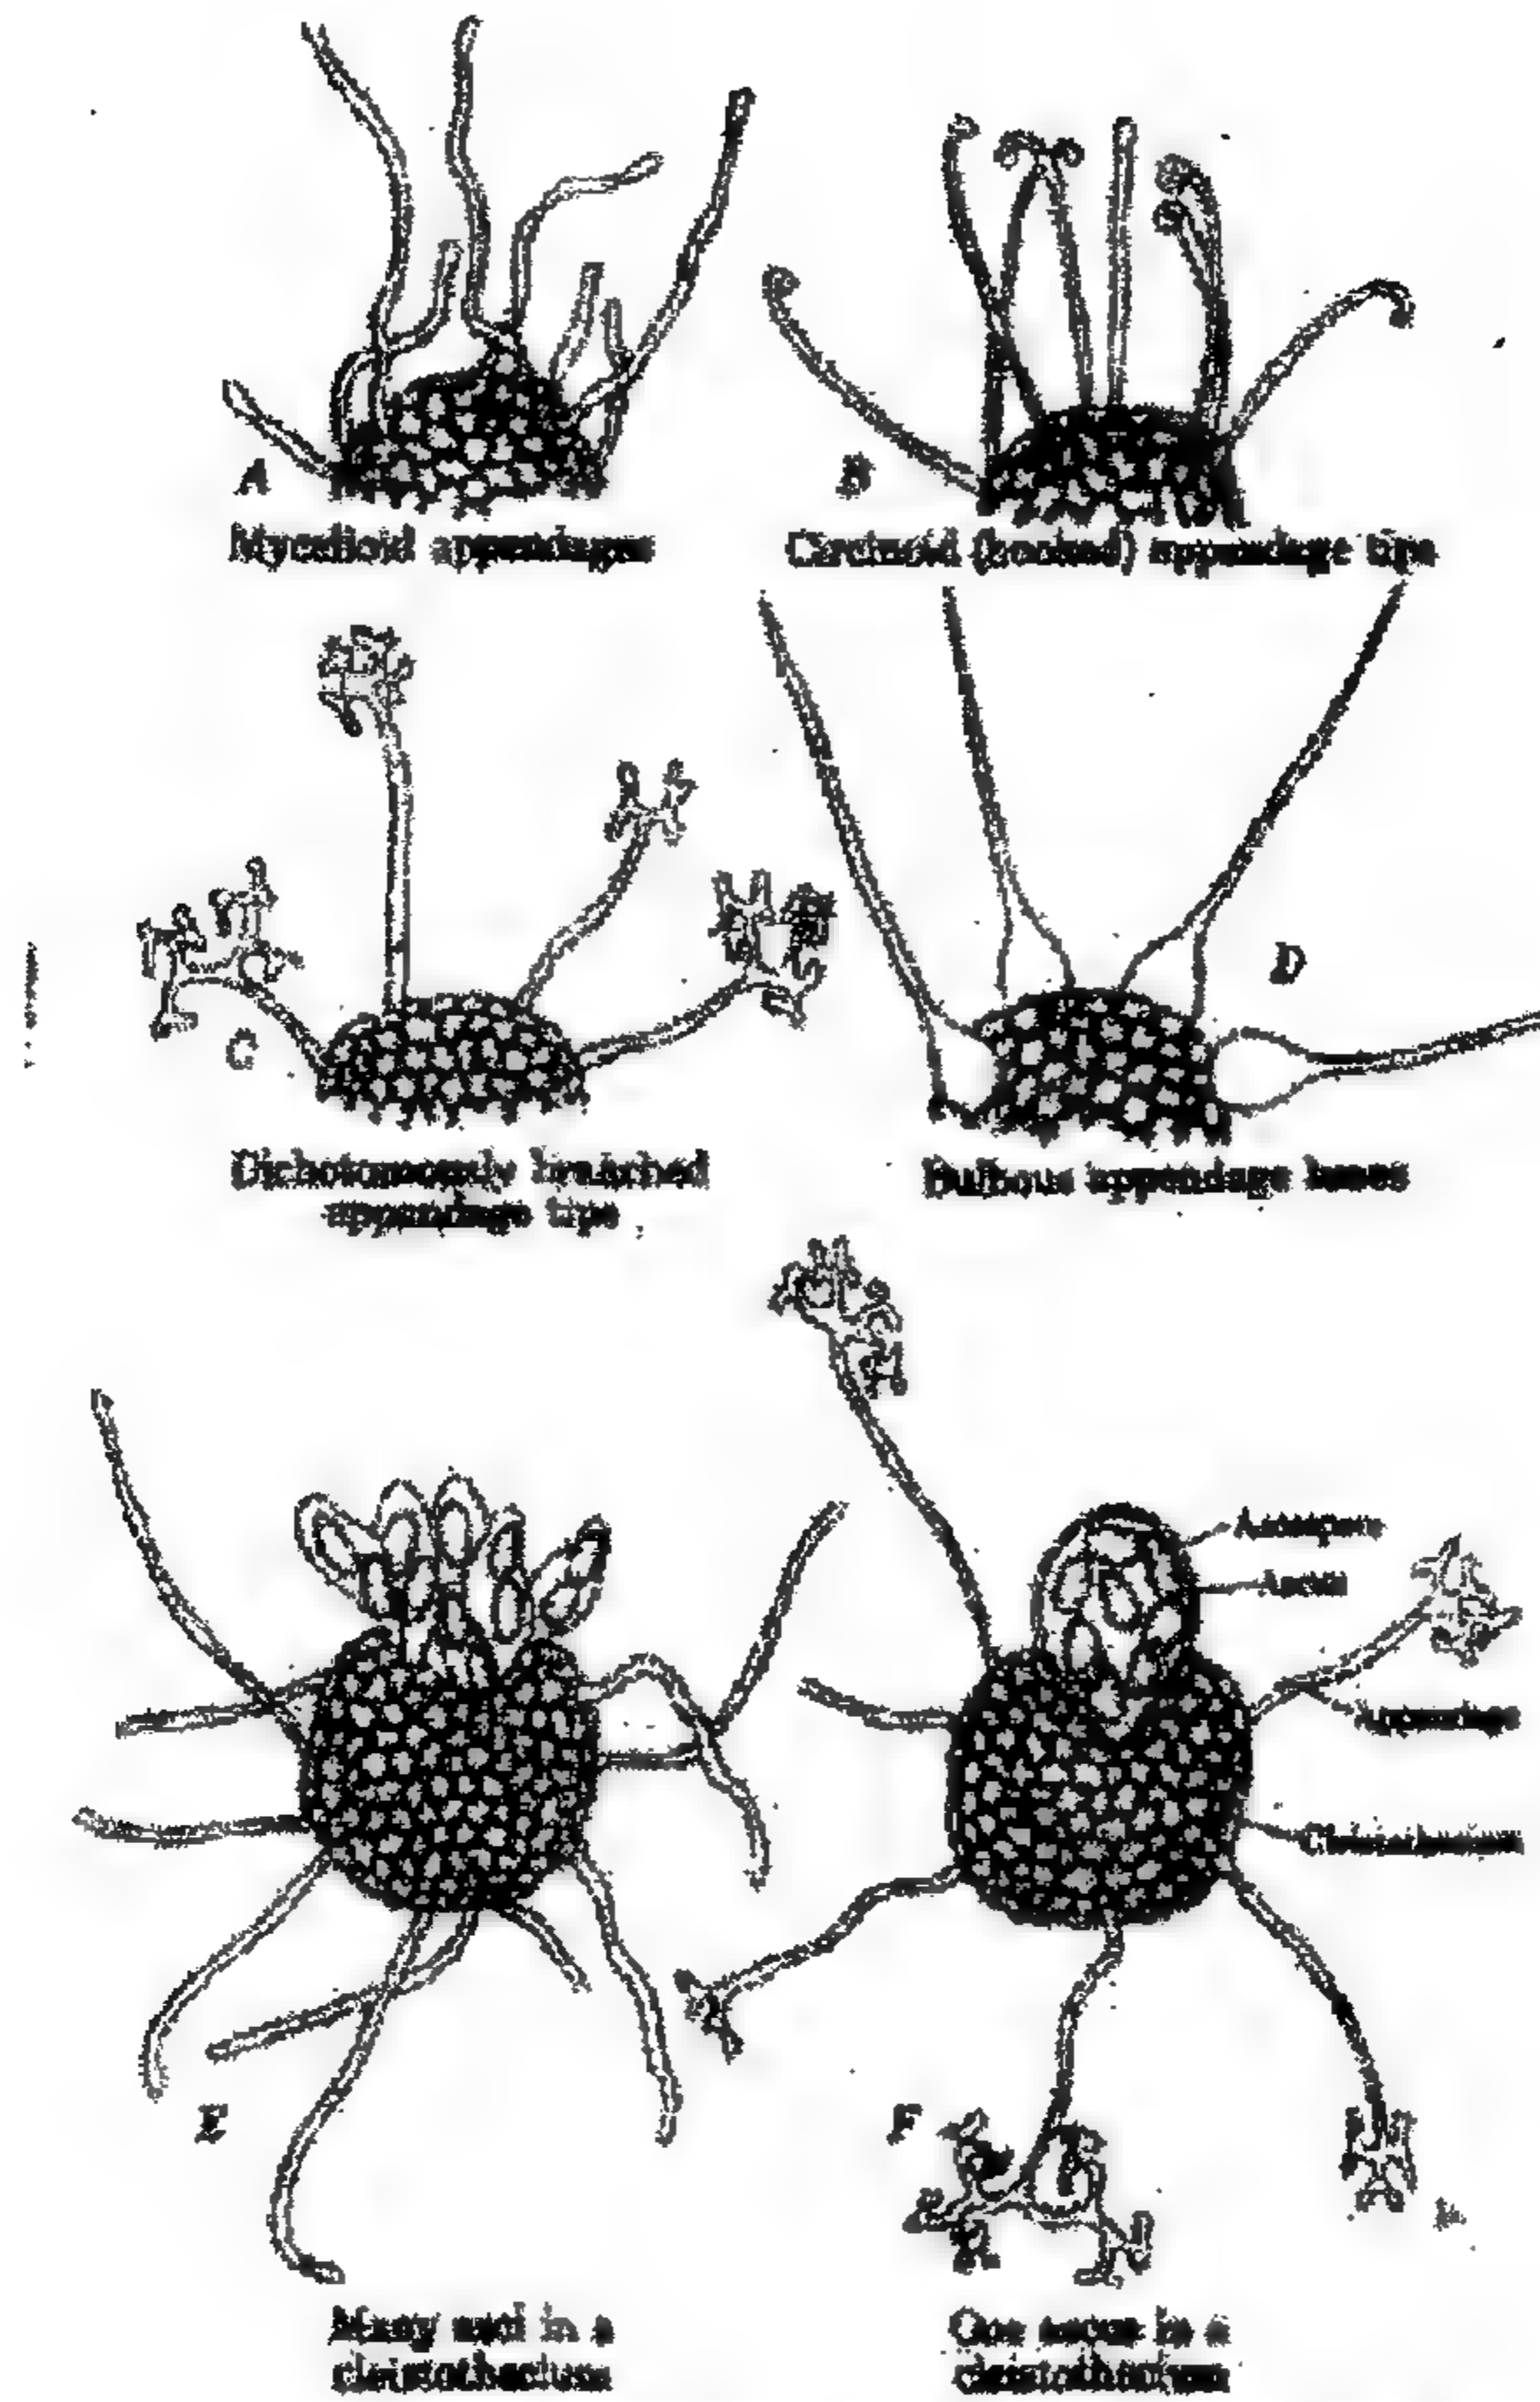 A
B
Mycelioid appendages
Circinoid (hooked) appendage tips
C
D
Dichotomously branched
appendage tips
Bulbous appendage bases
Ascospore
Ascus
Appendage
Cleistothecium
E
F
Many asci in a
cleistothecium
One ascus in a
cleistothecium